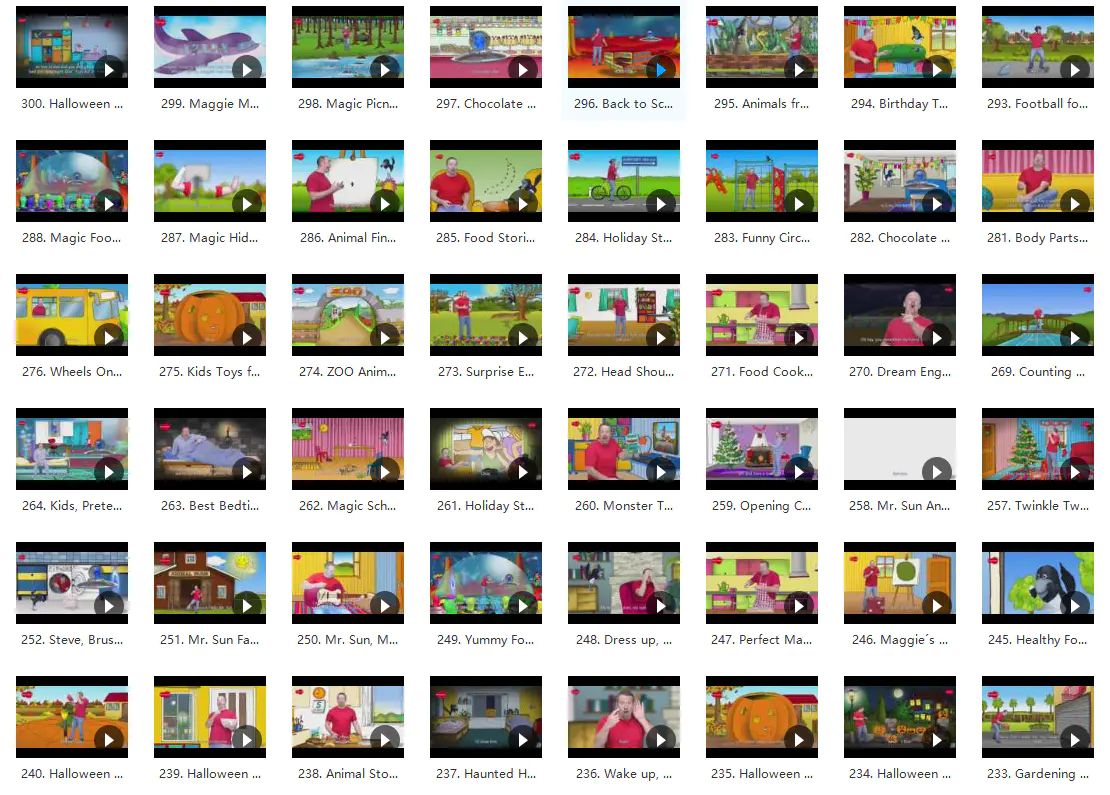 300. Halloween ...
299. Maggie M...
298. Magic Picn...
297. Chocolate ...
296. Back to Sc...
295. Animals fr...
294. Birthday T...
293. Football fo...
288. Magic Foo...
287. Magic Hid...
286. Animal Fin...
285. Food Stori...
284. Holiday St...
283. Funny Circ...
282. Chocolate ...
281. Body Parts...
ZOO
276. Wheels On...
275. Kids Toys f...
274. ZOO Anim...
273. Surprise E...
272. Head Shou...
271. Food Cook...
270. Dream Eng...
269. Counting ...
264. Kids, Prete...
263. Best Bedti...
262. Magic Sch...
261. Holiday St...
260. Monster T...
259. Opening C...
258. Mr. Sun An...
257. Twinkle Tw...
252. Steve, Brus...
251. Mr. Sun Fa...
250. Mr. Sun, M...
249. Yummy Fo...
248. Dress up, ...
247. Perfect Ma...
246. Maggie´s ...
245. Healthy Fo...
5
240. Halloween ...
239. Halloween ...
238. Animal Sto...
237. Haunted H...
236. Wake up, ...
235. Halloween ...
234. Halloween ...
233. Gardening ...